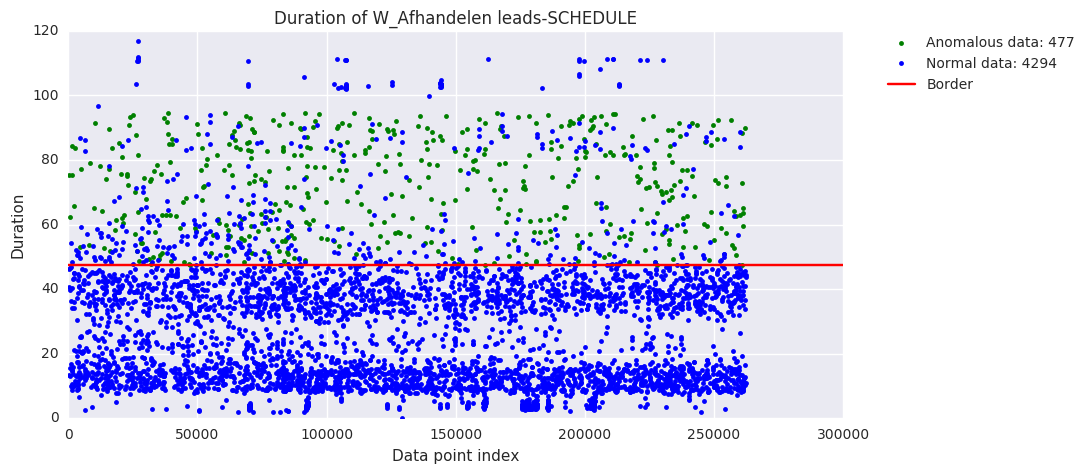 Duration of W_Afhandelen leads-SCHEDULE
Anomalous data: 477
Normal data: 4294
Border
Duration
120
100
80
60
40
20
0
0 50000 100000 150000 200000 250000 300000
Data point index